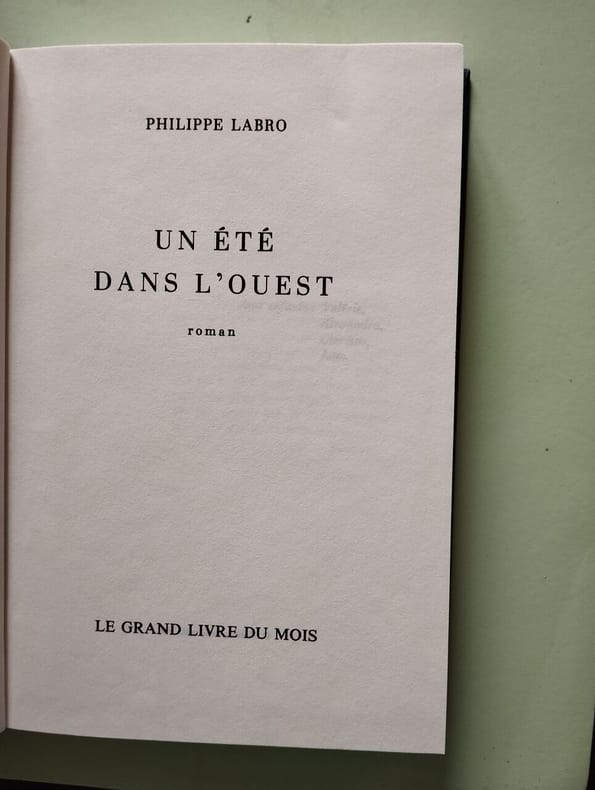 PHILIPPE LABRO
UN ÉTÉ
DANS L'OUEST
roman
LE GRAND LIVRE DU MOIS